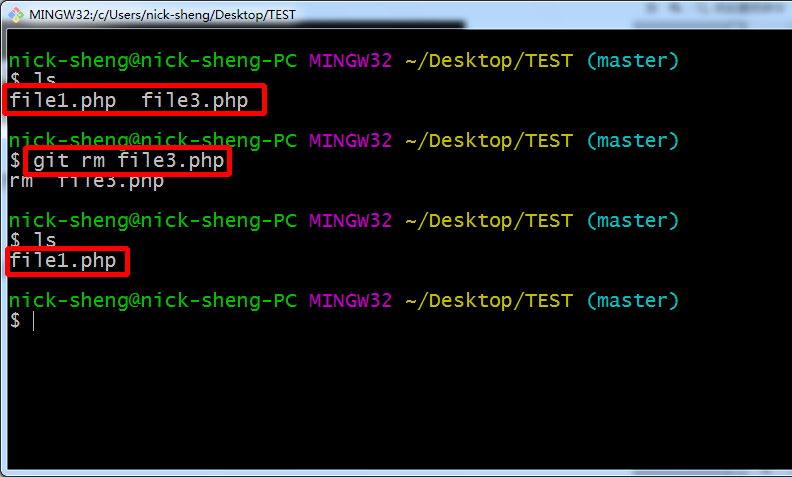 MINGW32:/c/Users/nick-sheng/Desktop/TEST
nick-sheng@nick-sheng-PC MINGW32 ~/Desktop/TEST (master)
$ ls
file1.php  file3.php
nick-sheng@nick-sheng-PC MINGW32 ~/Desktop/TEST (master)
$ git rm file3.php
rm 'file3.php'
nick-sheng@nick-sheng-PC MINGW32 ~/Desktop/TEST (master)
$ ls
file1.php
nick-sheng@nick-sheng-PC MINGW32 ~/Desktop/TEST (master)
$